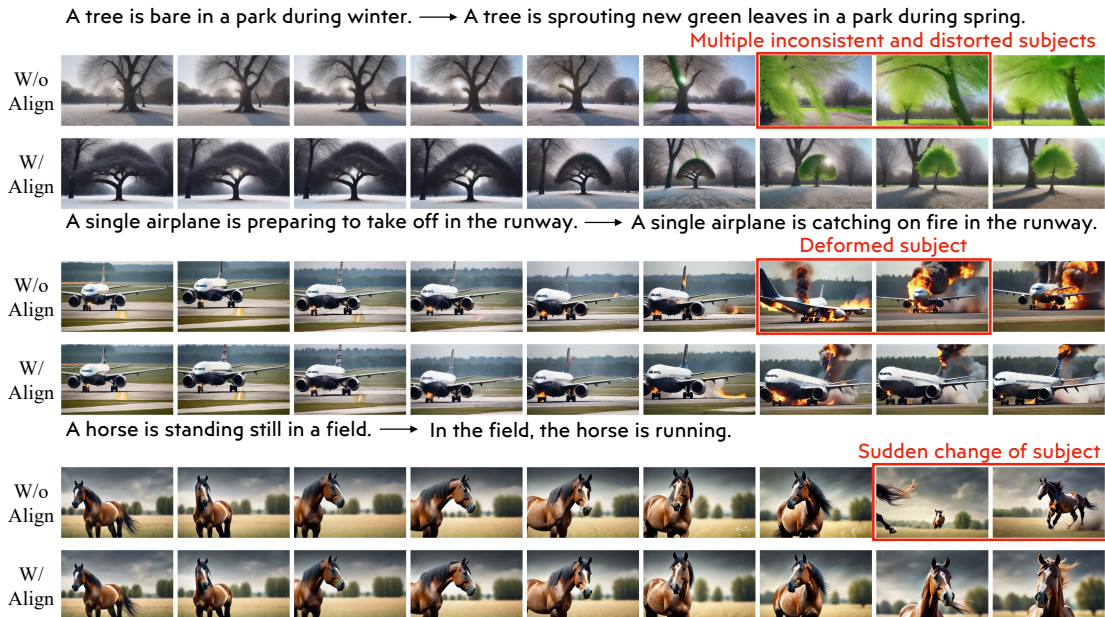 A tree is bare in a park during winter. ⟶ A tree is sprouting new green leaves in a park during spring.
Multiple inconsistent and distorted subjects
W/o
Align
W/
Align
A single airplane is preparing to take off in the runway. ⟶ A single airplane is catching on fire in the runway.
Deformed subject
W/o
Align
W/
Align
A horse is standing still in a field. ⟶ In the field, the horse is running.
Sudden change of subject
W/o
Align
W/
Align